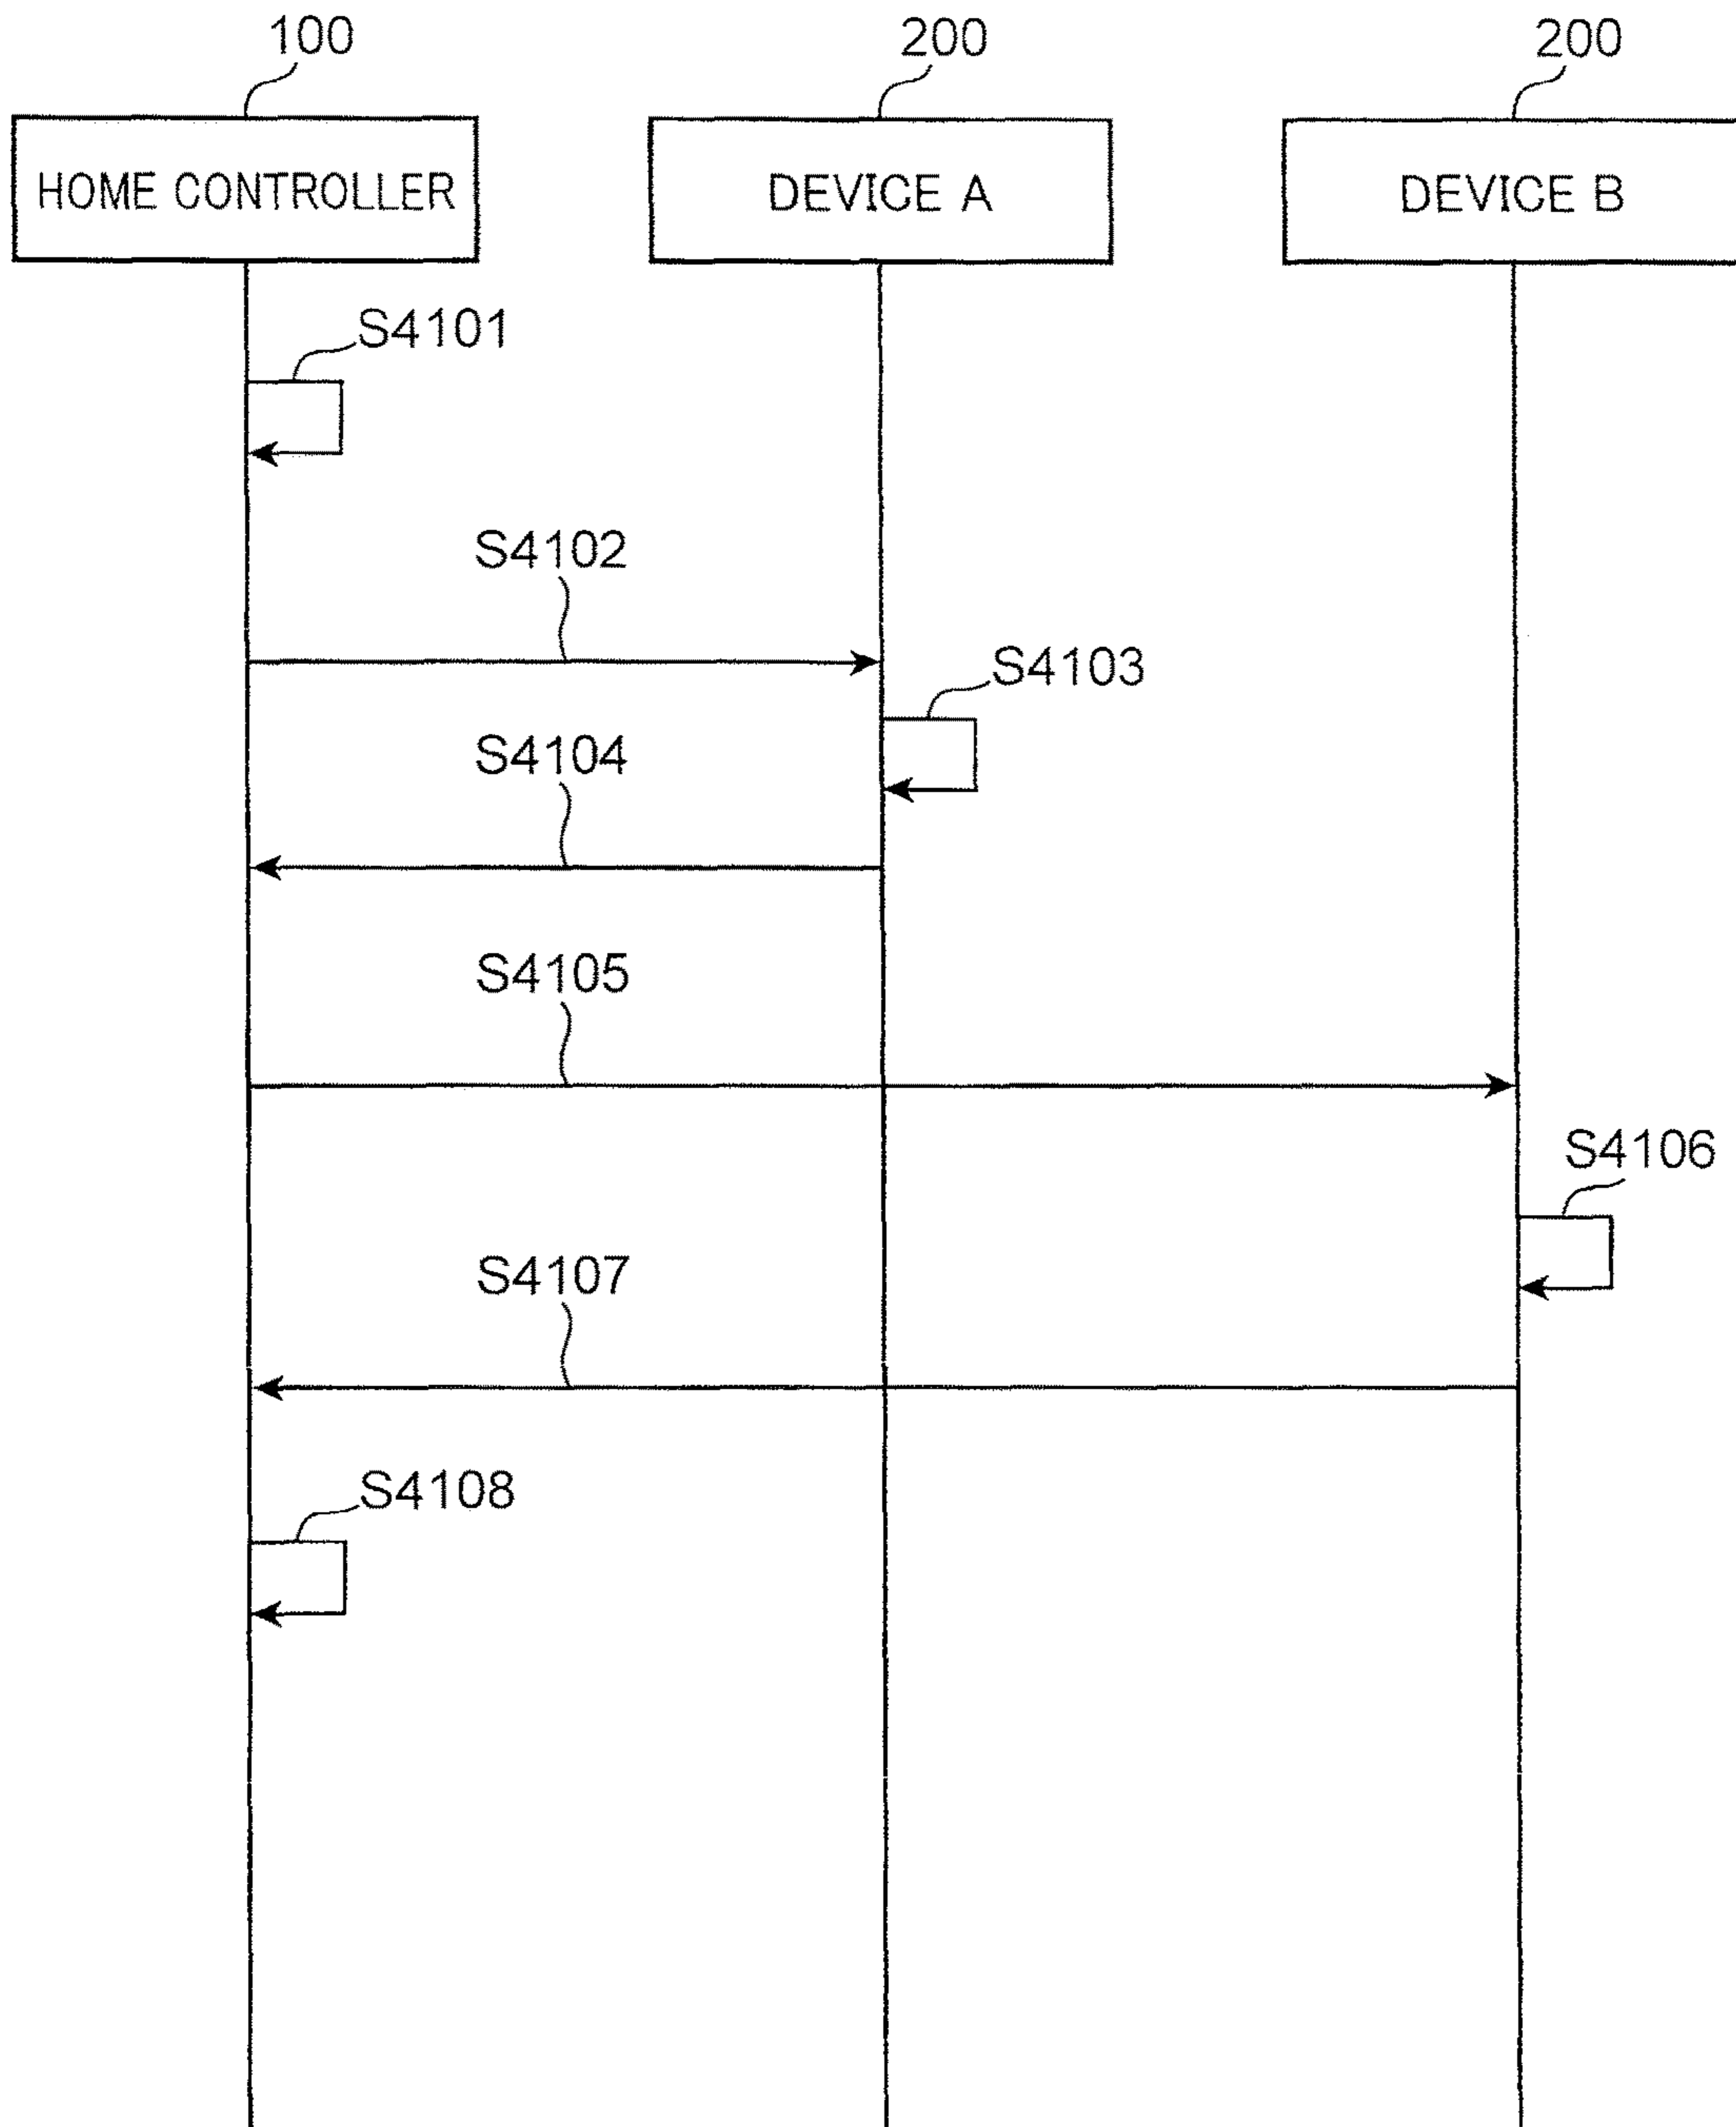 100
200
200
HOME CONTROLLER
DEVICE A
DEVICE B
S4101
S4102
S4103
S4104
S4105
S4106
S4107
S4108